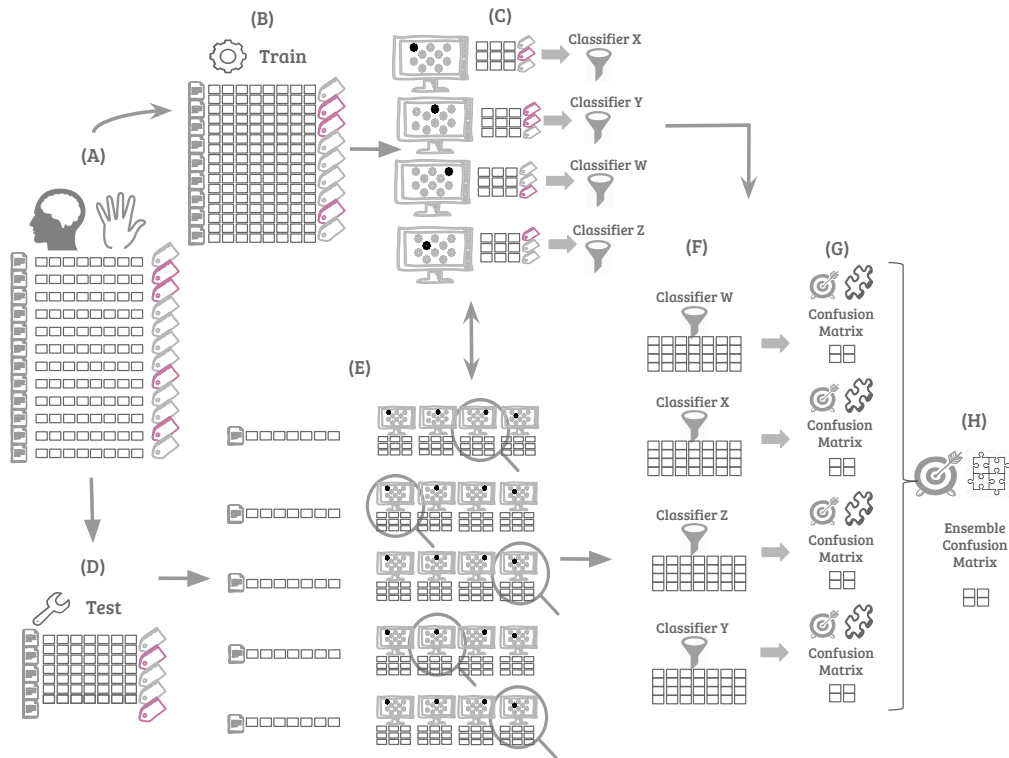 (A)
(B)
Train
(C)
Classifier X
Classifier Y
Classifier W
Classifier Z
(D)
Test
(E)
(F)
Classifier W
Classifier X
Classifier Z
Classifier Y
(G)
Confusion
Matrix
Confusion
Matrix
Confusion
Matrix
Confusion
Matrix
(H)
Ensemble
Confusion
Matrix